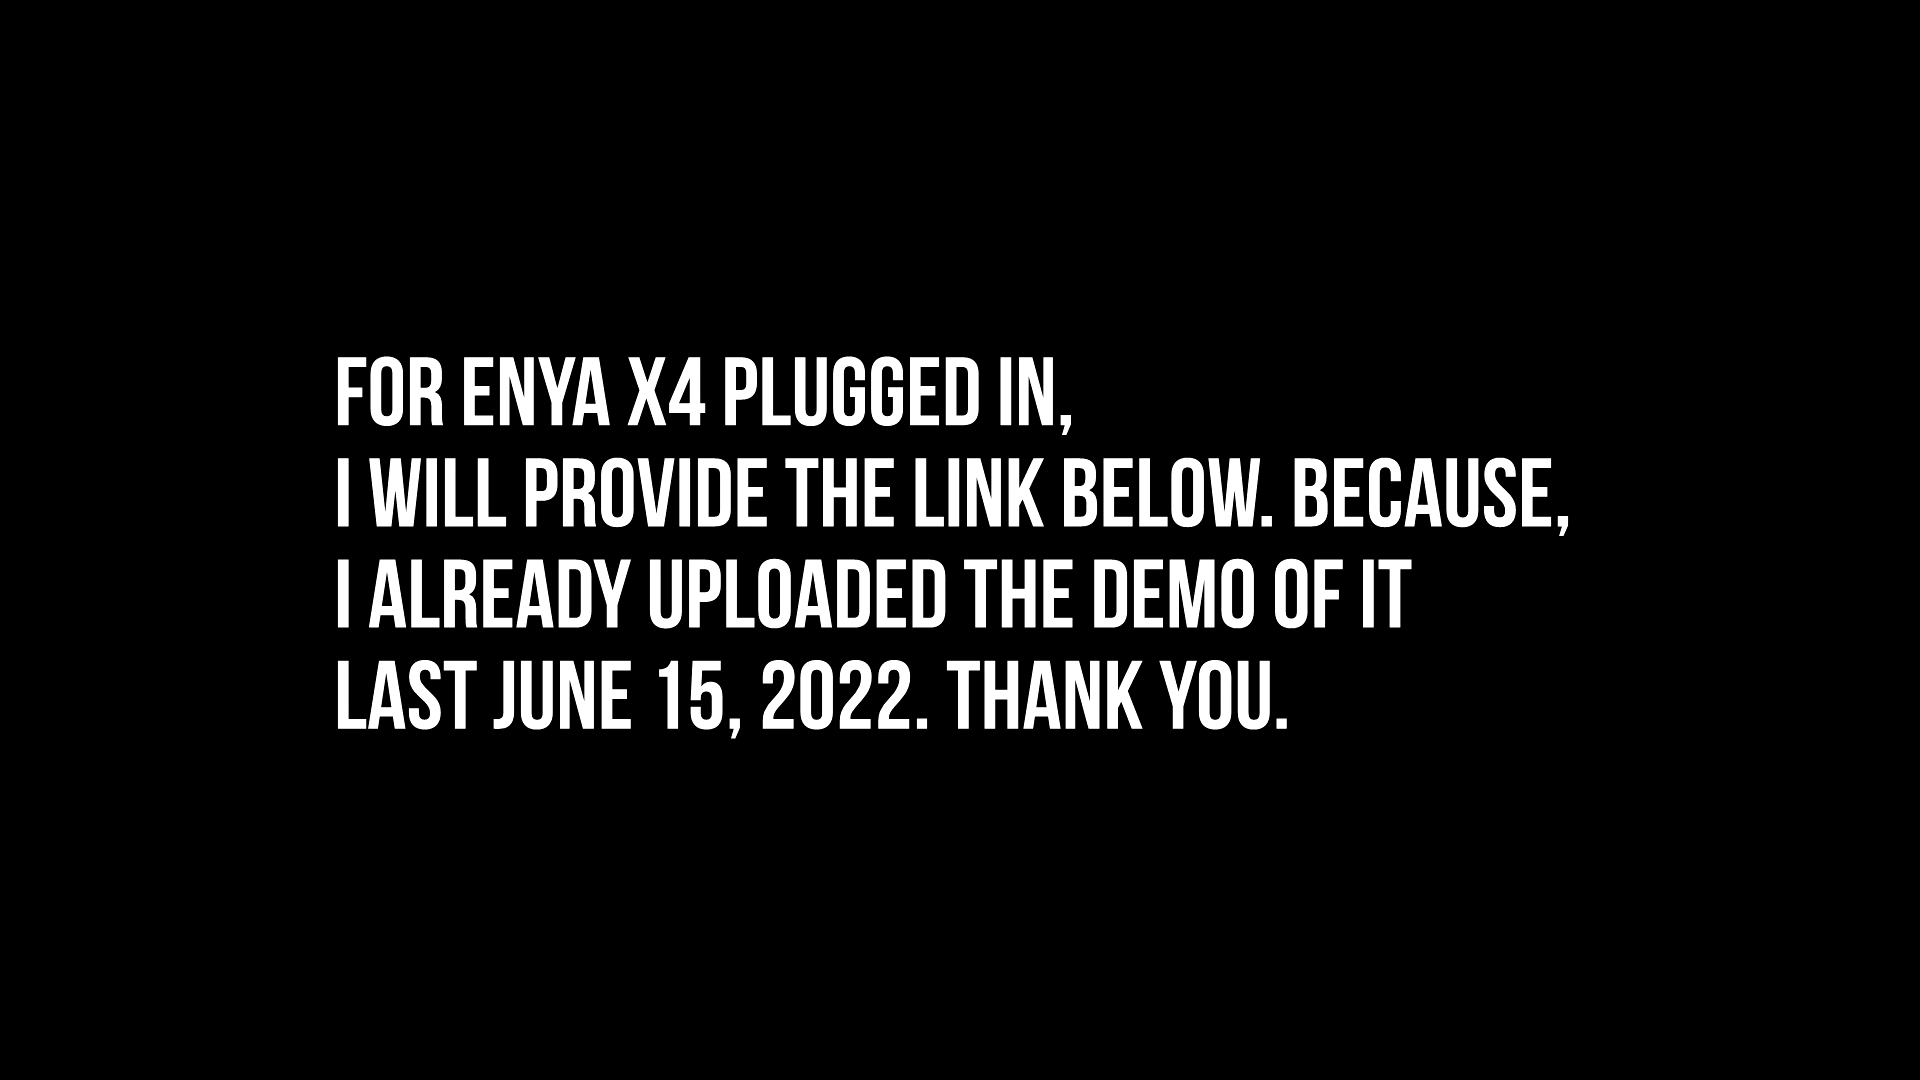 FOR ENYA X4 PLUGGED IN,
I WILL PROVIDE THE LINK BELOW. BECAUSE,
I ALREADY UPLOADED THE DEMO OF IT
LAST JUNE 15, 2022. THANK YOU.